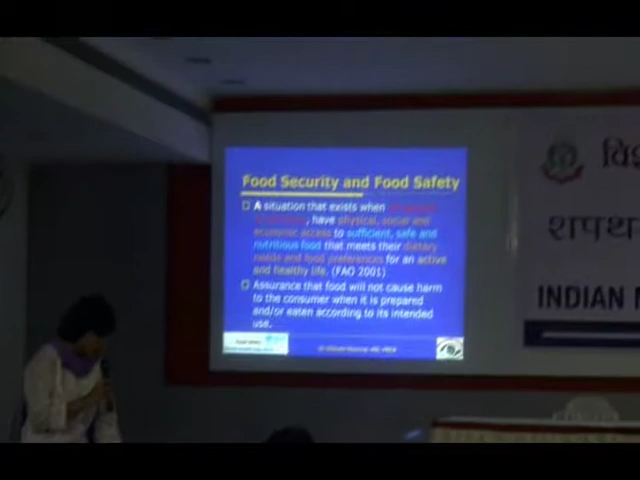 Food Security and Food Safety
A situation that exists when
, have physical, social and
economic access to sufficient, safe and
nutritious food that meets their dietary
needs and food preferences for an active
and healthy life. (FAO 2001)
Assurance that food will not cause harm
to the consumer when it is prepared
and/or eaten according to its intended
use.
शपथ
INDIAN